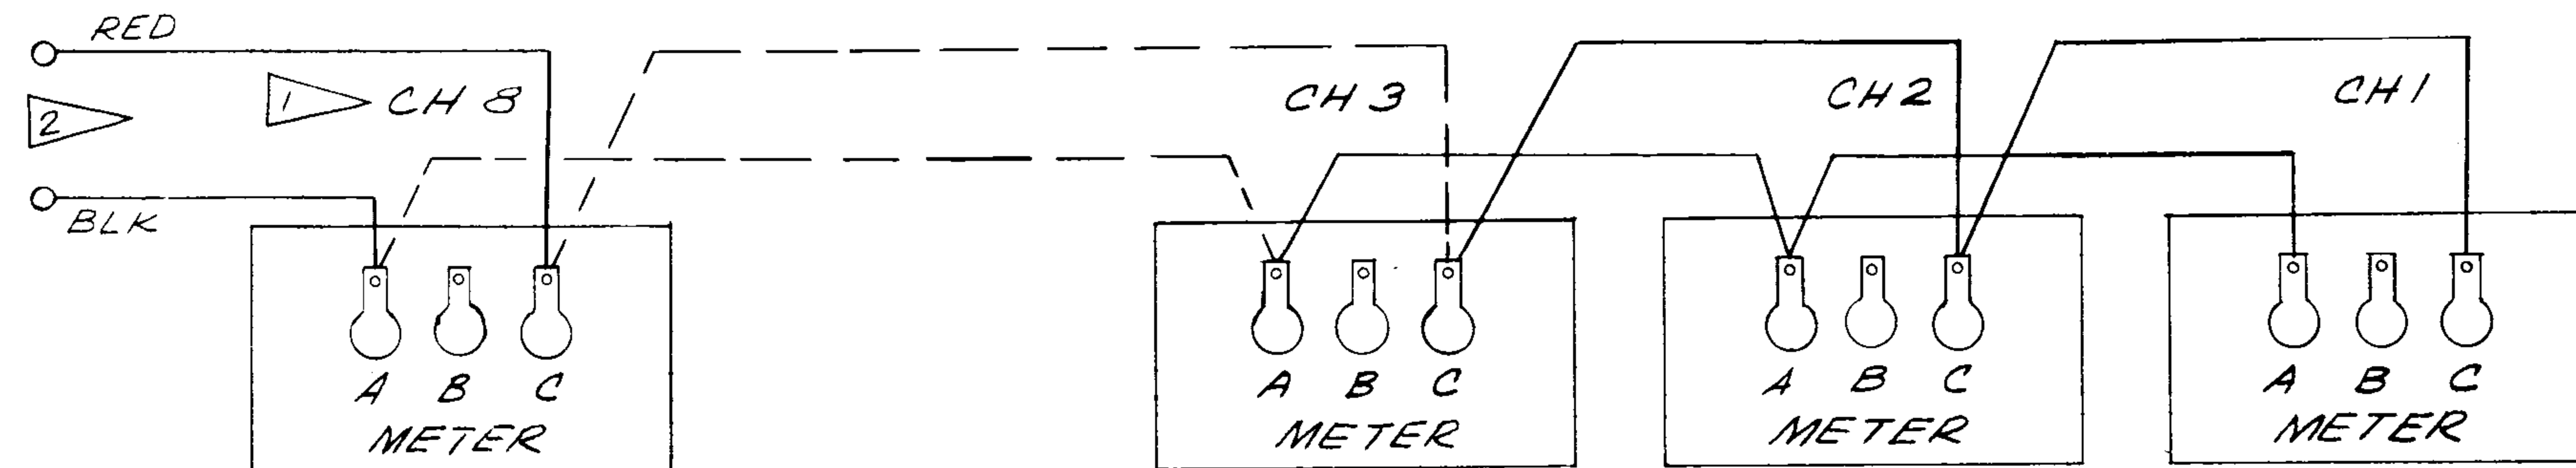 RED
1 CH 8
CH 3
CH 2
CH 1
2
BLK
A B C
METER
A B C
METER
A B C
METER
A B C
METER